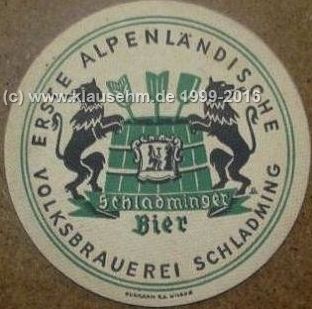 ERSTE ALPENLÄNDISCHE
(c) www.klausehm.de 1999-2016
Schladminger
Bier
VOLKSBRAUEREI SCHLADMING